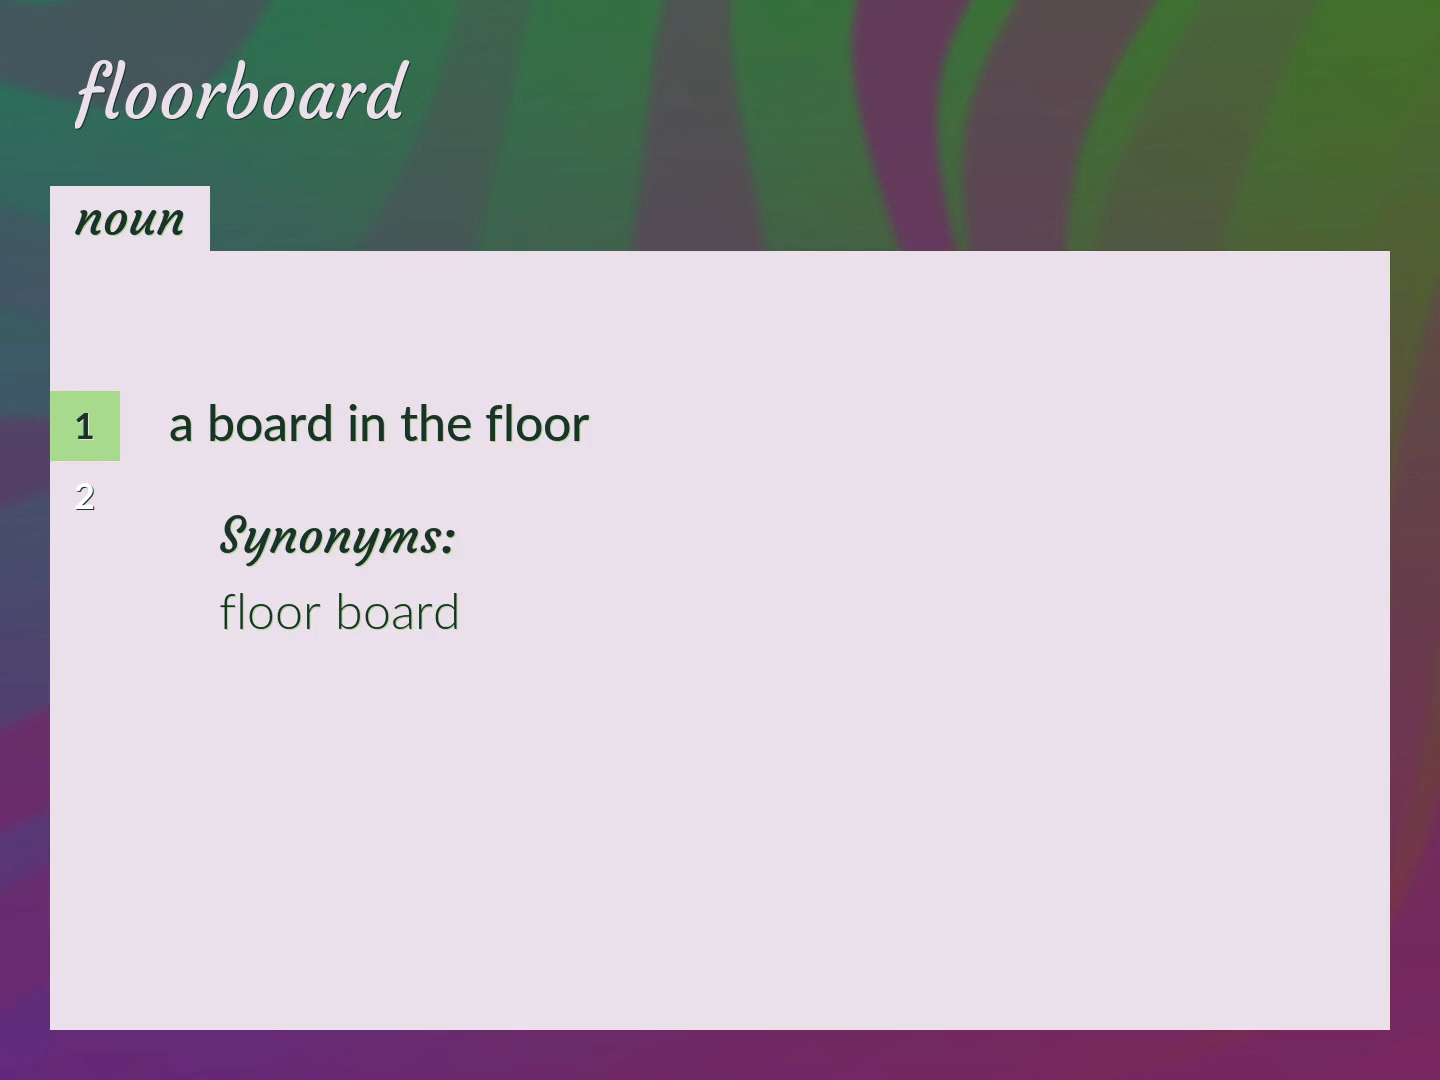 floorboard
noun
1 a board in the floor
2
Synonyms:
floor board